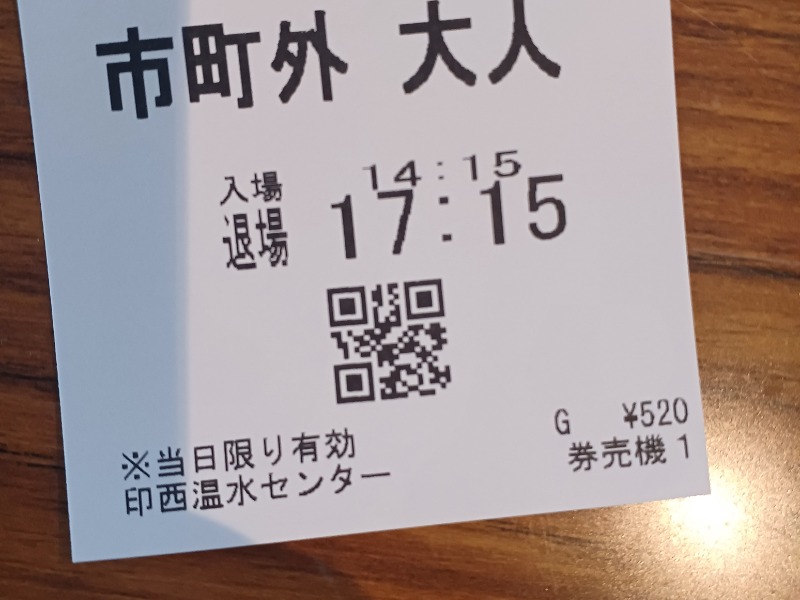 市町外 大人
入場 14:15
退場 17:15
G ¥520
券売機1
※当日限り有効
印西温水センター